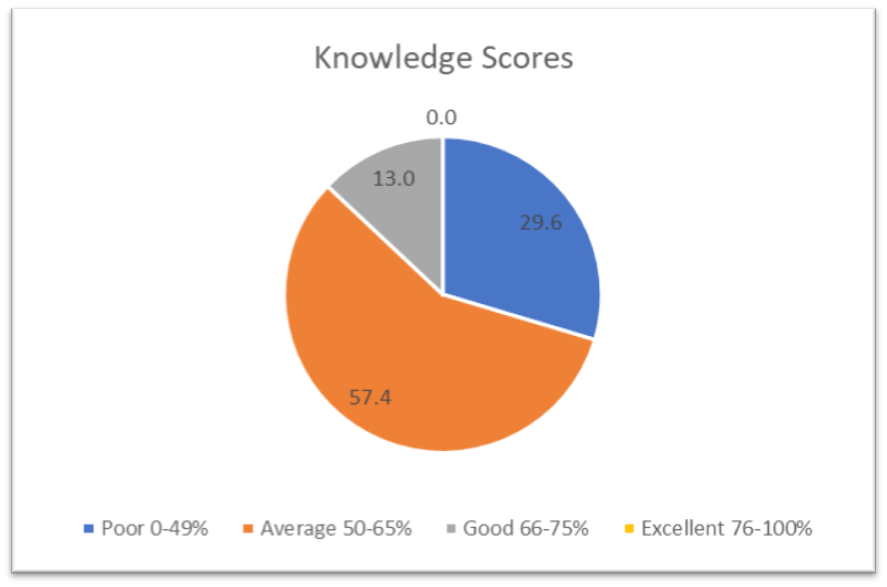 Knowledge Scores
0.0
13.0
29.6
57.4
Poor 0-49% Average 50-65% Good 66-75% Excellent 76-100%